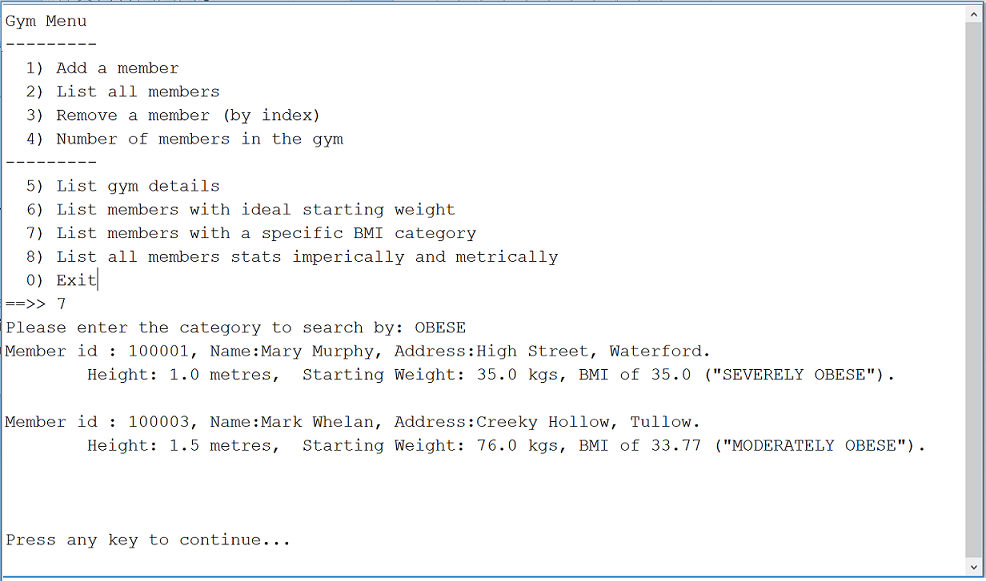 Gym Menu
---------
  1) Add a member
  2) List all members
  3) Remove a member (by index)
  4) Number of members in the gym
---------
  5) List gym details
  6) List members with ideal starting weight
  7) List members with a specific BMI category
  8) List all members stats imperically and metrically
  0) Exit
==>> 7
Please enter the category to search by: OBESE
Member id : 100001, Name:Mary Murphy, Address:High Street, Waterford.
        Height: 1.0 metres,  Starting Weight: 35.0 kgs, BMI of 35.0 ("SEVERELY OBESE").
Member id : 100003, Name:Mark Whelan, Address:Creeky Hollow, Tullow.
        Height: 1.5 metres,  Starting Weight: 76.0 kgs, BMI of 33.77 ("MODERATELY OBESE").
Press any key to continue...